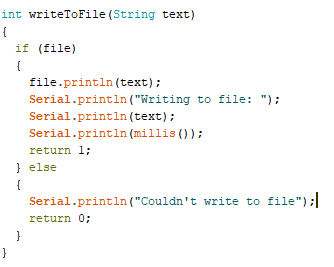 int writeToFile(String text)
{
  if (file)
  {
    file.println(text);
    Serial.println("Writing to file: ");
    Serial.println(text);
    Serial.println(millis());
    return 1;
  } else
  {
    Serial.println("Couldn't write to file");
    return 0;
  }
}